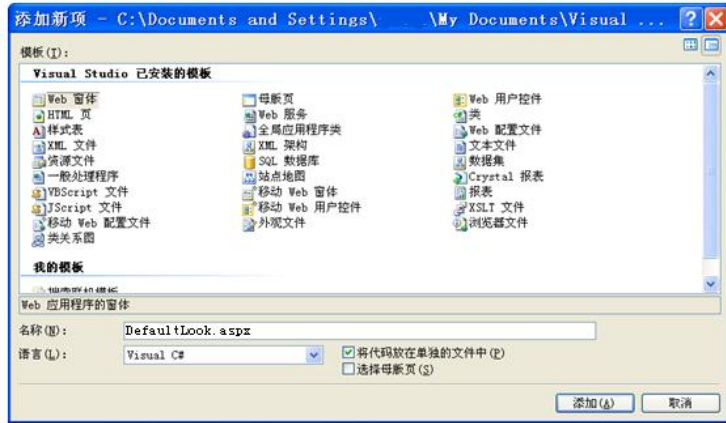 添加新项 - C:\Documents and Settings\ \My Documents\Visual ...
模板(T):
Visual Studio 已安装的模板
Web 窗体 母版页 Web 用户控件
HTML 页 Web 服务 类
样式表 全局应用程序类 Web 配置文件
XML 文件 XML 架构 文本文件
资源文件 SQL 数据库 数据集
一般处理程序 站点地图 Crystal 报表
VBScript 文件 移动 Web 窗体 报表
JScript 文件 移动 Web 用户控件 XSLT 文件
移动 Web 配置文件 外观文件 浏览器文件
类关系图
我的模板
搜索联机模板
Web 应用程序的窗体
名称(N): DefaultLook.aspx
语言(L): Visual C# 将代码放在单独的文件中(P)
选择母版页(S)
添加(A) 取消